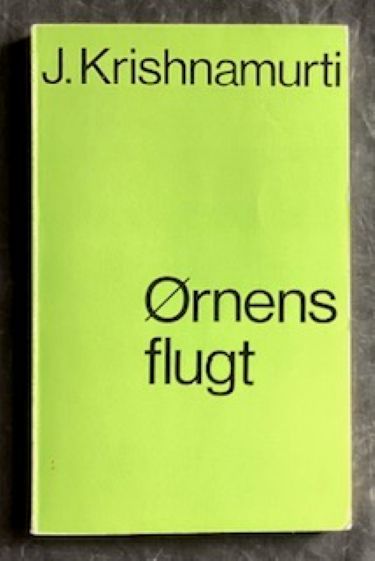 J. Krishnamurti
Ørnens
flugt